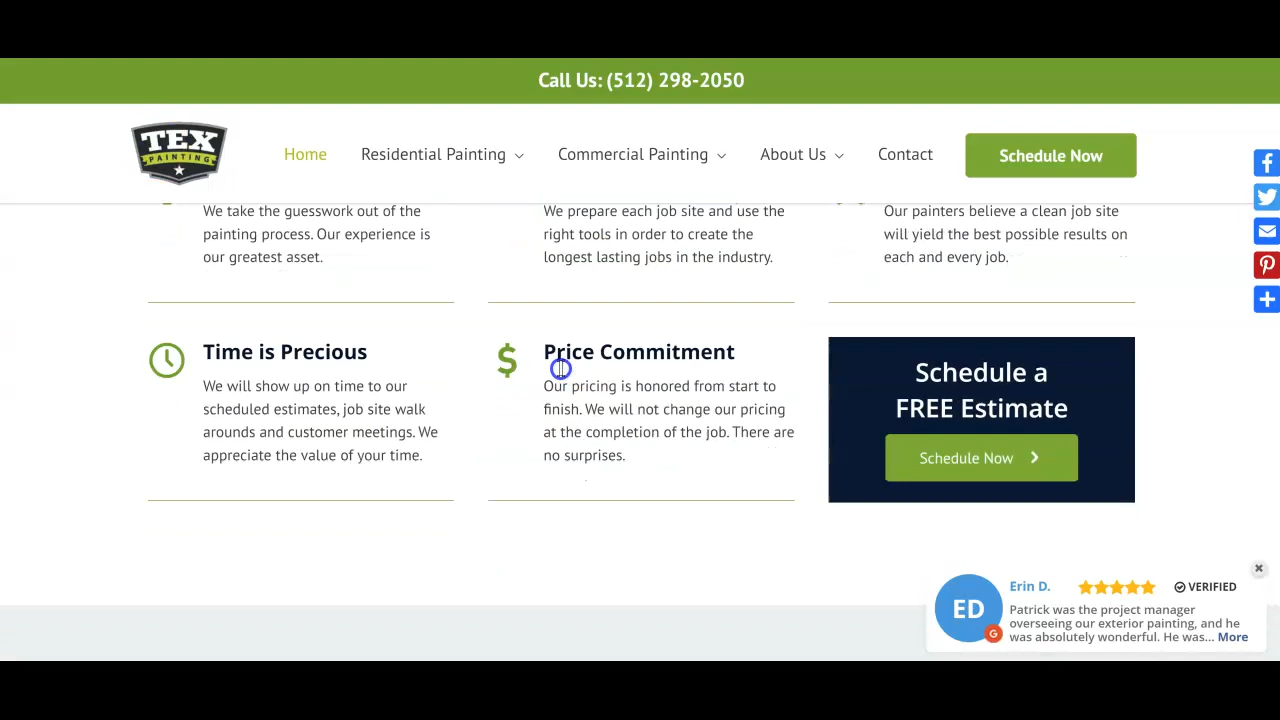 Call Us: (512) 298-2050
TEX
PAINTING
Home
Residential Painting
Commercial Painting
About Us
Contact
Schedule Now
We take the guesswork out of the
painting process. Our experience is
our greatest asset.
We prepare each job site and use the
right tools in order to create the
longest lasting jobs in the industry.
Our painters believe a clean job site
will yield the best possible results on
each and every job.
Time is Precious
We will show up on time to our
scheduled estimates, job site walk
arounds and customer meetings. We
appreciate the value of your time.
$
Price Commitment
Our pricing is honored from start to
finish. We will not change our pricing
at the completion of the job. There are
no surprises.
Schedule a
FREE Estimate
Schedule Now
ED
G
Erin D.
VERIFIED
Patrick was the project manager
overseeing our exterior painting, and he
was absolutely wonderful. He was... More